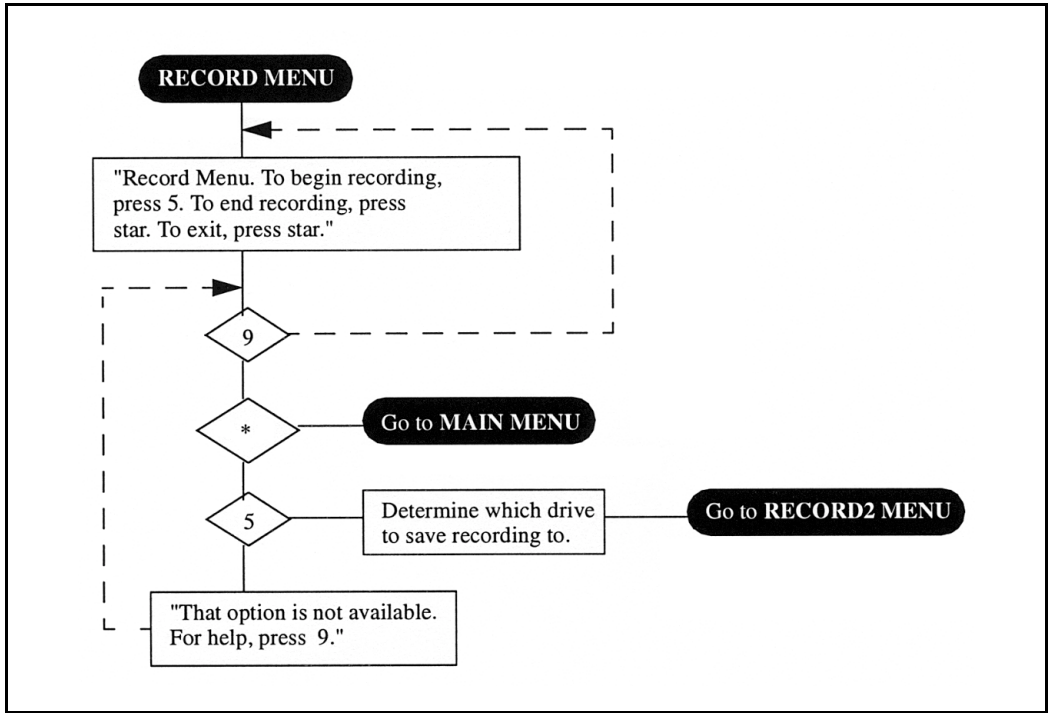 RECORD MENU
"Record Menu. To begin recording,
press 5. To end recording, press
star. To exit, press star."
9
*
Go to MAIN MENU
5
Determine which drive
to save recording to.
Go to RECORD2 MENU
"That option is not available.
For help, press 9."